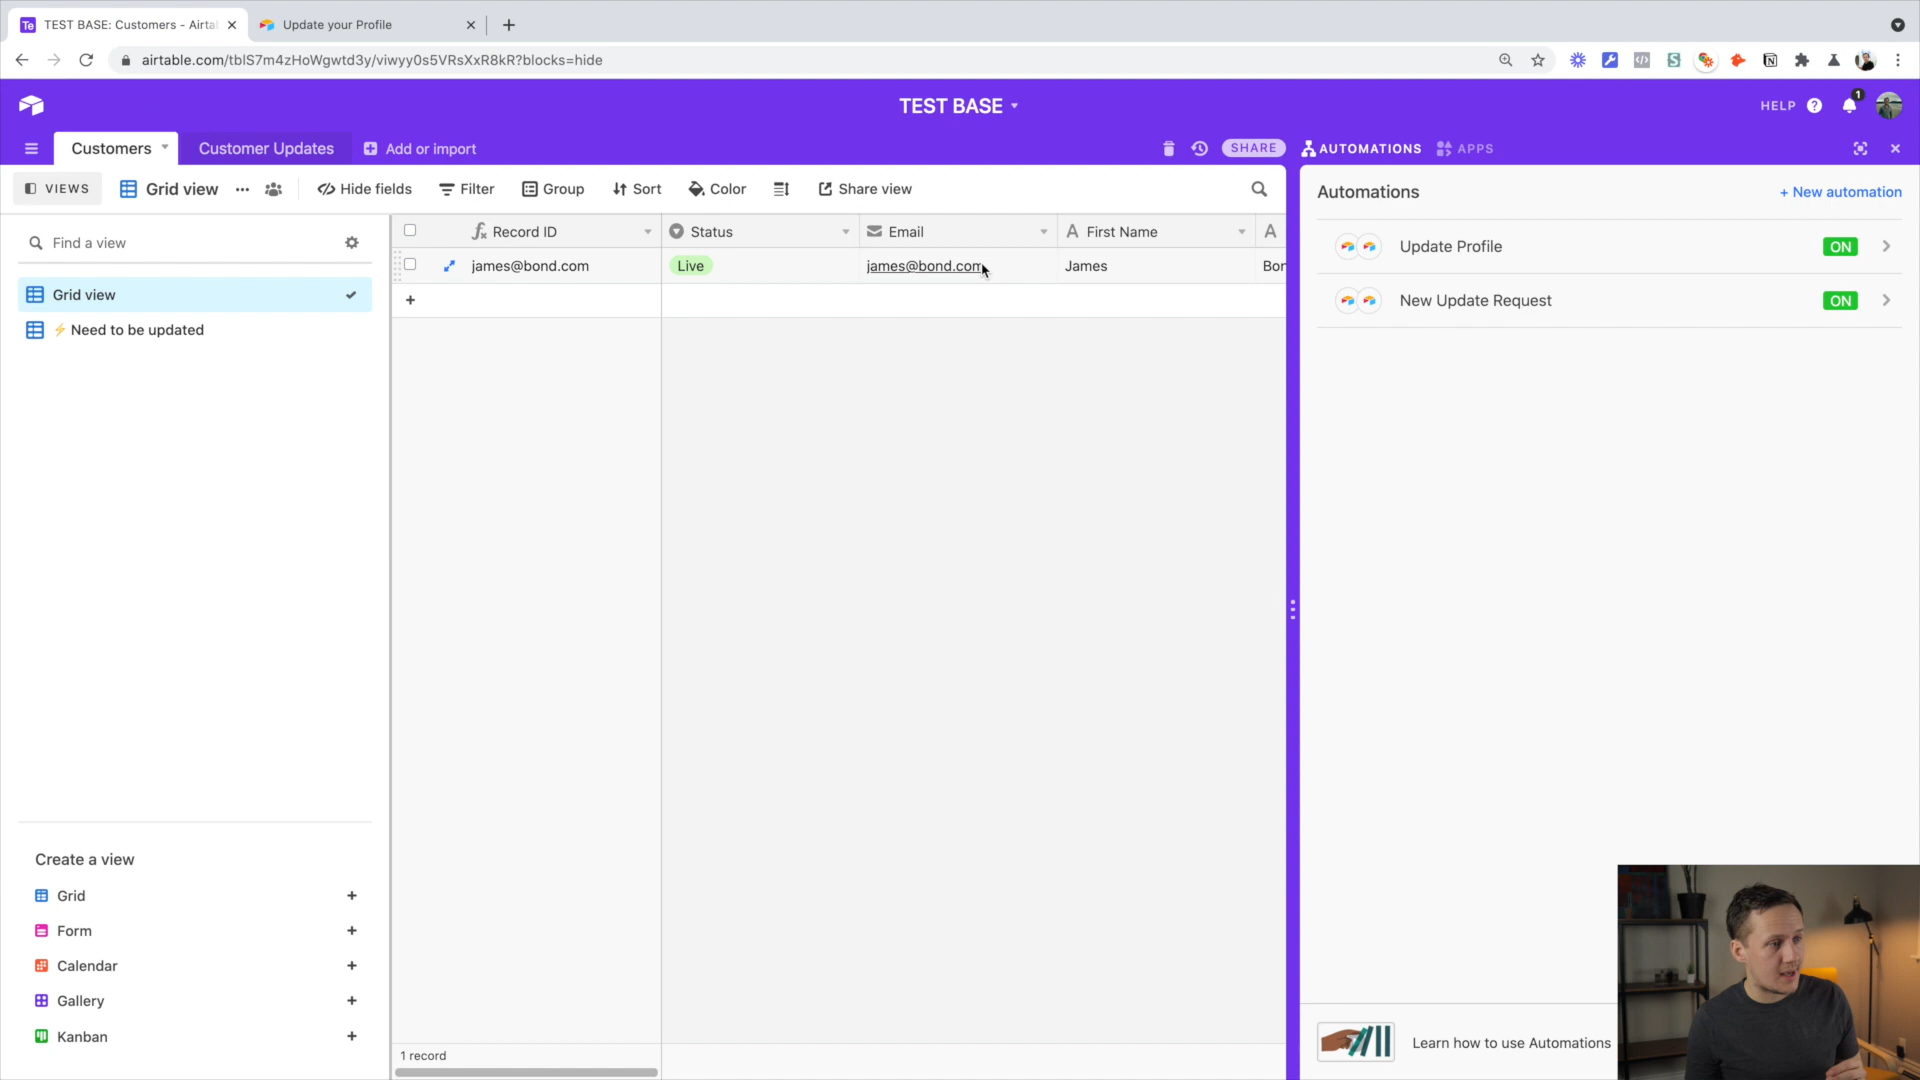 Te TEST BASE: Customers - Airta
Update your Profile
airtable.com/tblS7m4zHoWgwtd3y/viwyy0s5VRsXxR8kR?blocks=hide
TEST BASE
HELP
1
Customers
Customer Updates
Add or import
SHARE
AUTOMATIONS
APPS
VIEWS
Grid view
Hide fields
Filter
Group
Sort
Color
Share view
Find a view
Grid view
⚡ Need to be updated
Create a view
Grid
Form
Calendar
Gallery
Kanban
Record ID
Status
Email
First Name
james@bond.com
Live
james@bond.com
James
Bon
1 record
Automations
+ New automation
Update Profile
ON
New Update Request
ON
Learn how to use Automations